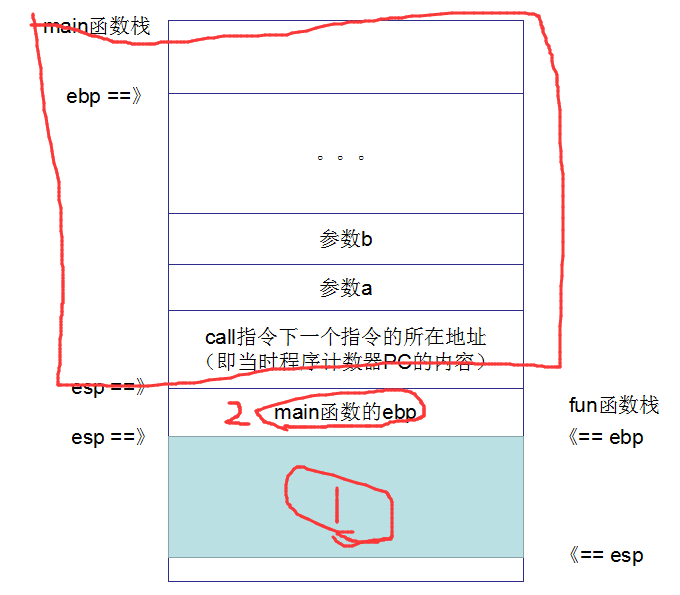 main函数栈
ebp ==》
。。。
参数b
参数a
call指令下一个指令的所在地址
（即当时程序计数器PC的内容）
esp ==》
2 main函数的ebp
fun函数栈
esp ==》
《== ebp
1
《== esp